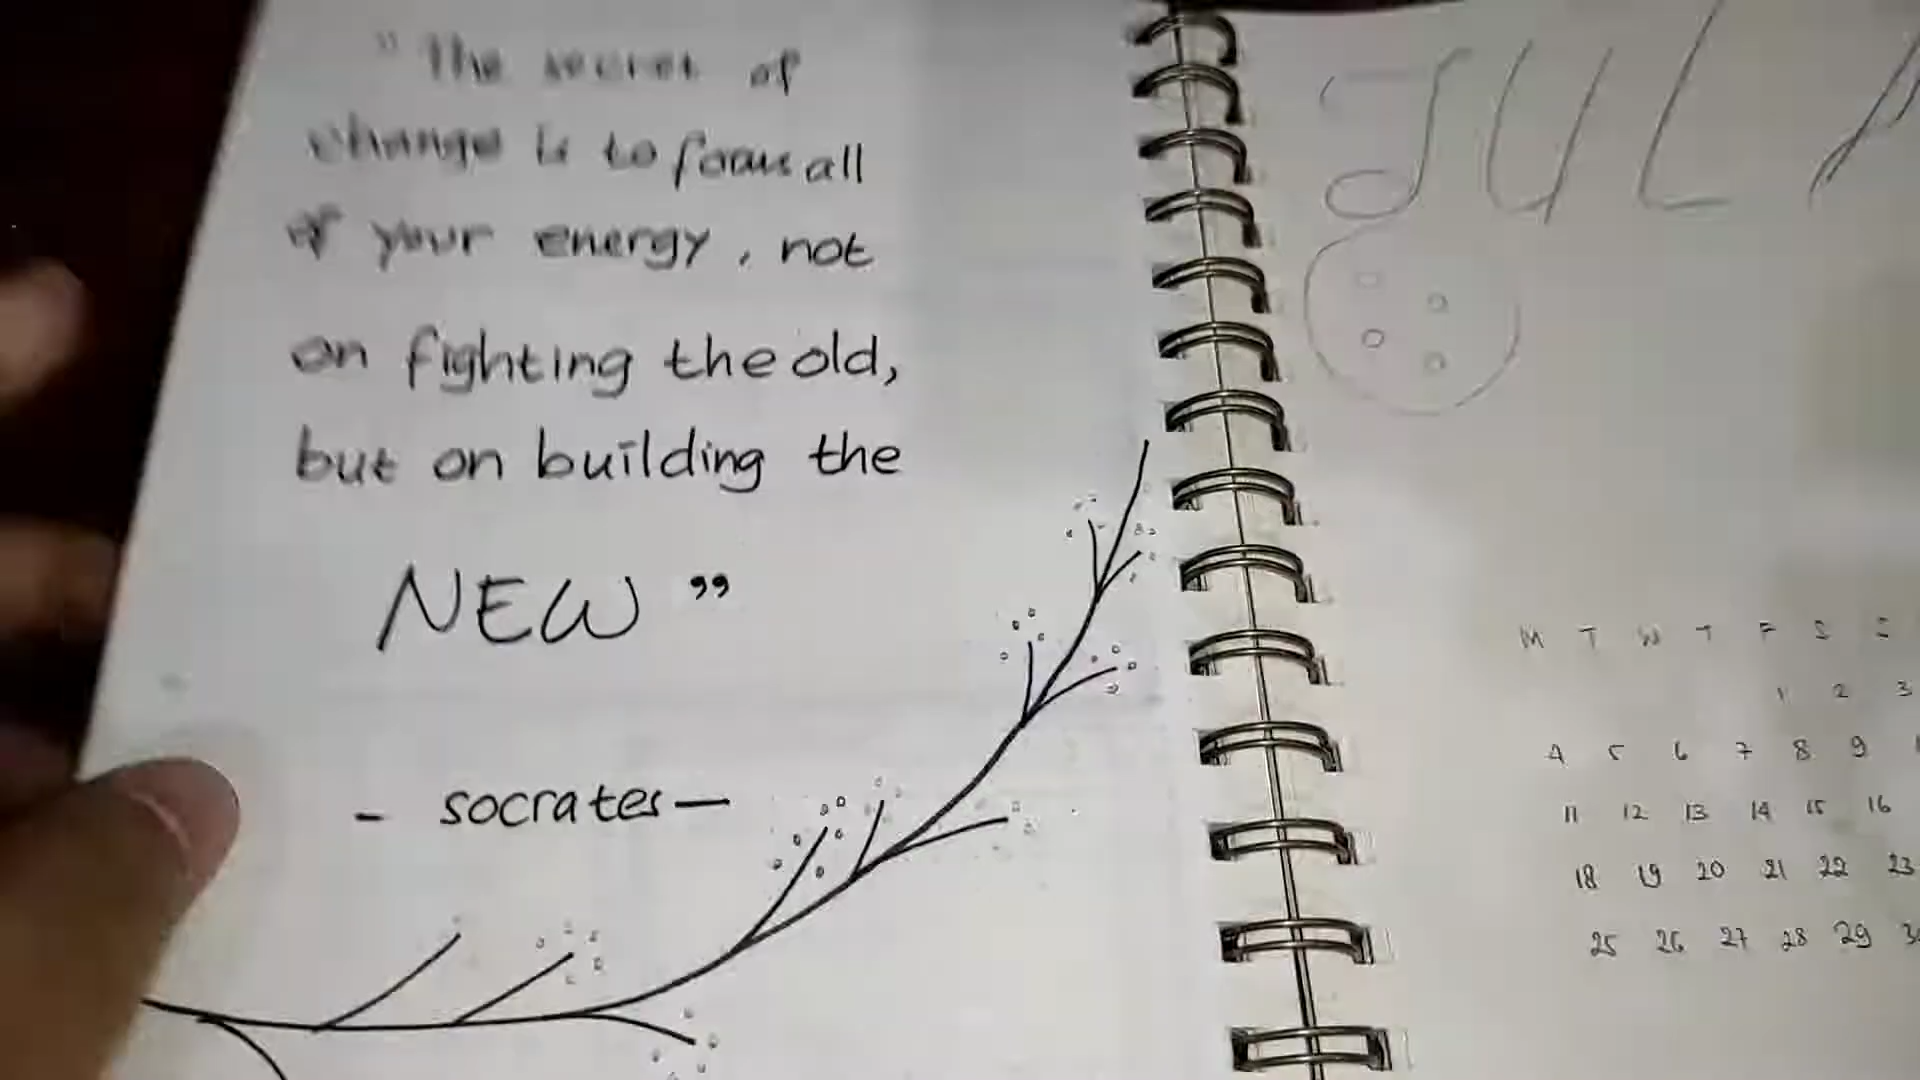 "The secret of
change is to focus all
of your energy, not
on fighting the old,
but on building the
NEW"
- socrates-
JUL
M T W T F S S
1 2 3
4 5 6 7 8 9
11 12 13 14 15 16
18 19 20 21 22 23
25 26 27 28 29